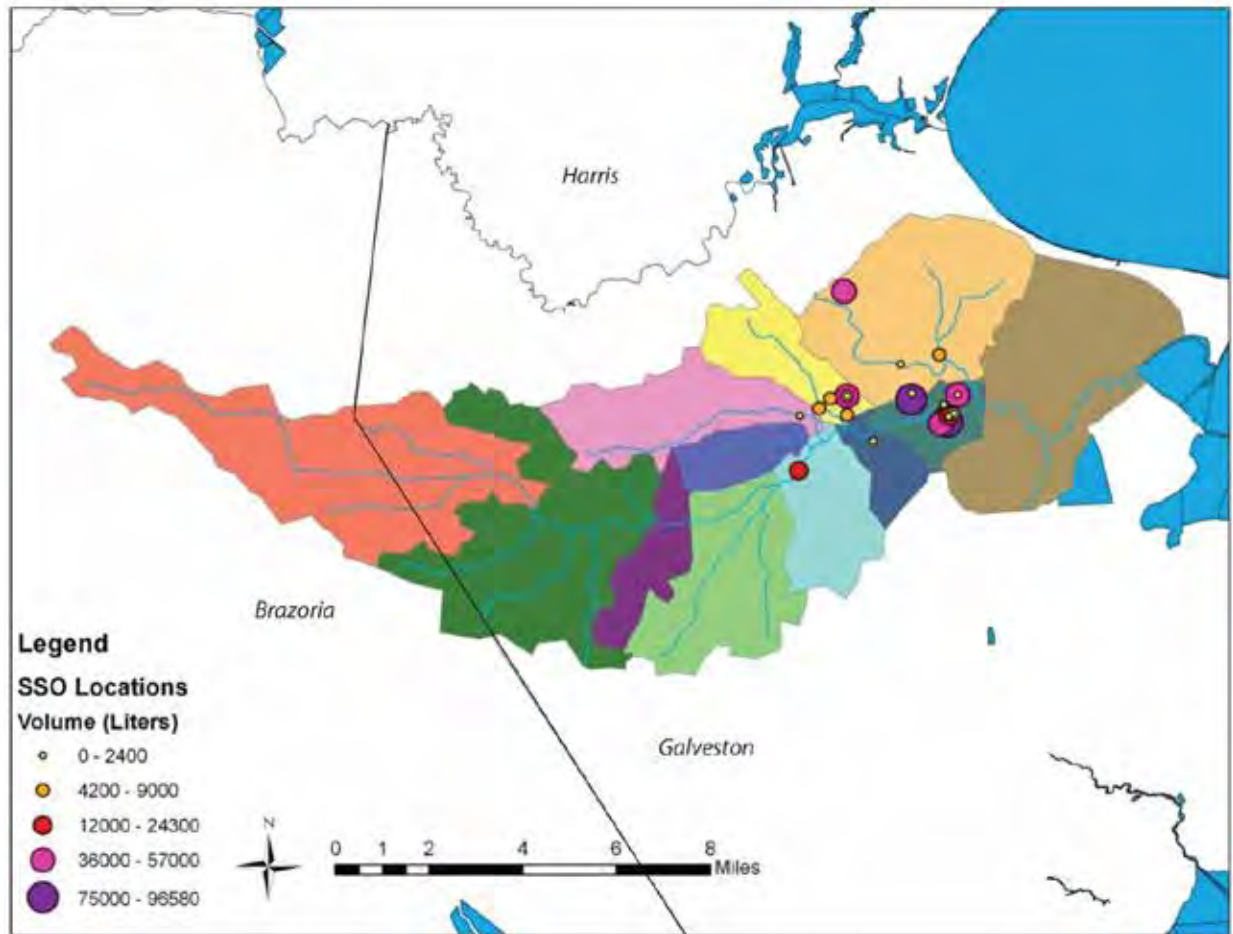 Harris
Brazoria
Galveston
Legend
SSO Locations
Volume (Liters)
0 - 2400
4200 - 9000
12000 - 24300
36000 - 57000
75000 - 96580
N
0 1 2 4 6 8
Miles